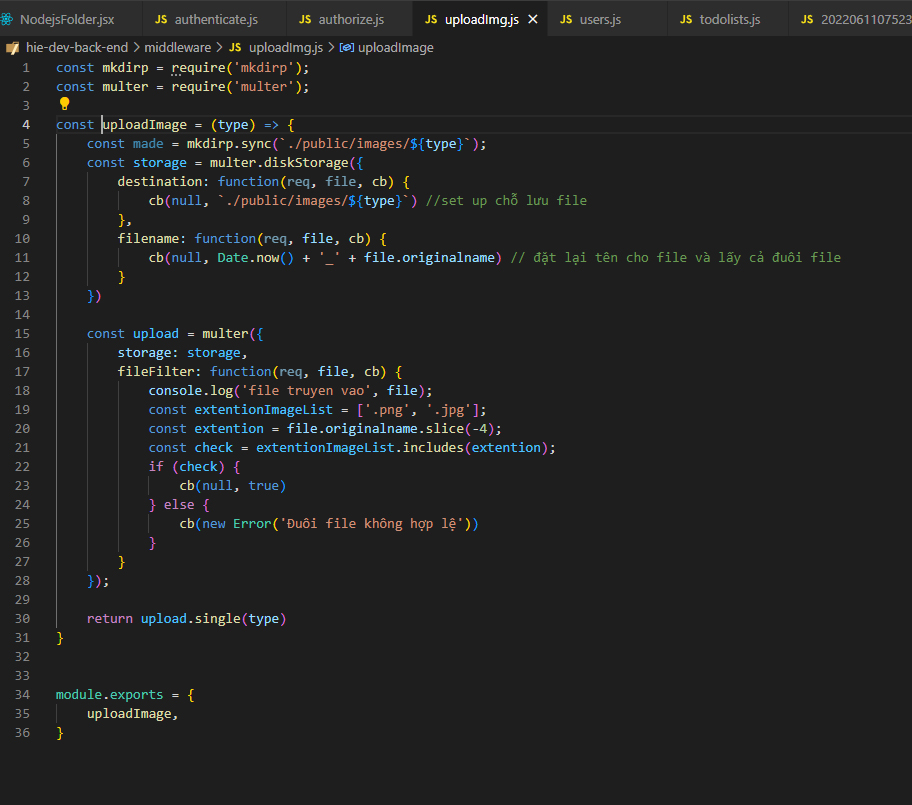 NodejsFolder.jsx JS authenticate.js JS authorize.js JS uploadImg.js × JS users.js JS todolists.js JS 2022061107523
hie-dev-back-end > middleware > JS uploadImg.js > uploadImage
1 const mkdirp = require('mkdirp');
2 const multer = require('multer');
3
4 const uploadImage = (type) => {
5 const made = mkdirp.sync(`./public/images/${type}`);
6 const storage = multer.diskStorage({
7 destination: function(req, file, cb) {
8 cb(null, `./public/images/${type}`) //set up chỗ lưu file
9 },
10 filename: function(req, file, cb) {
11 cb(null, Date.now() + '_' + file.originalname) // đặt lại tên cho file và lấy cả đuôi file
12 }
13 })
14
15 const upload = multer({
16 storage: storage,
17 fileFilter: function(req, file, cb) {
18 console.log('file truyen vao', file);
19 const extentionImageList = ['.png', '.jpg'];
20 const extention = file.originalname.slice(-4);
21 const check = extentionImageList.includes(extention);
22 if (check) {
23 cb(null, true)
24 } else {
25 cb(new Error('Đuôi file không hợp lệ'))
26 }
27 }
28 });
29
30 return upload.single(type)
31 }
32
33
34 module.exports = {
35 uploadImage,
36 }